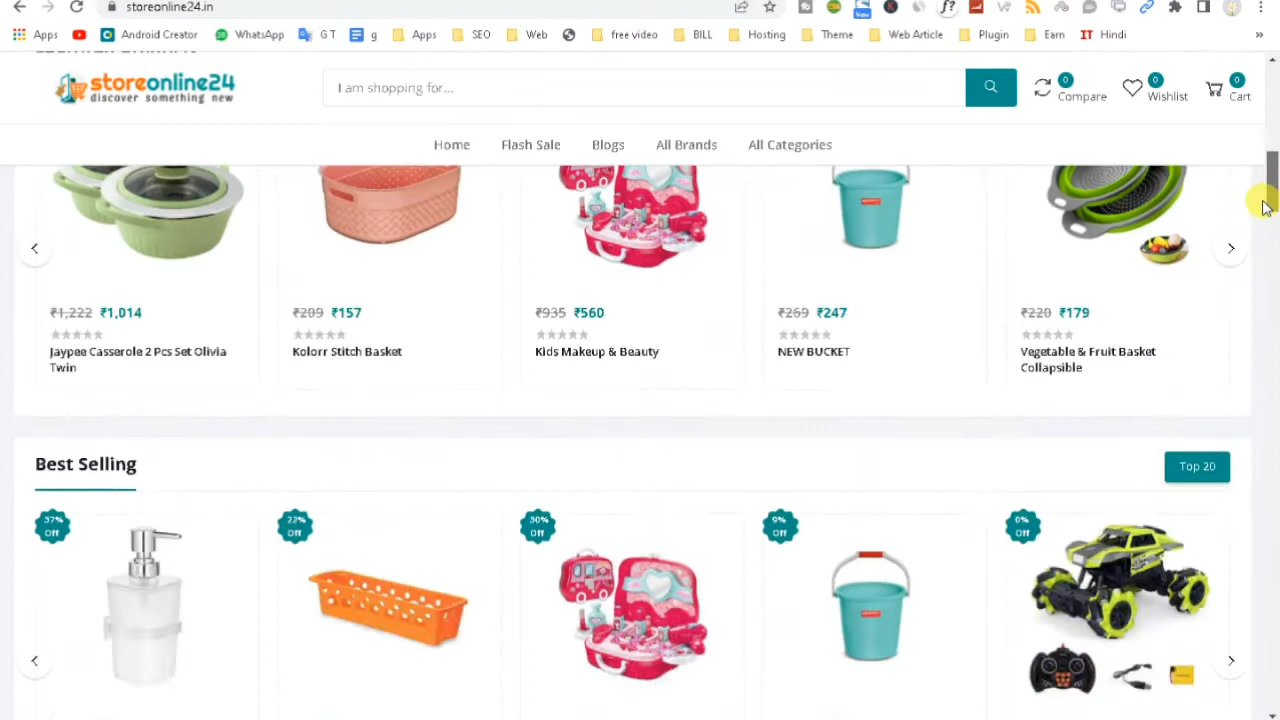 storeonline24.in
New
Apps
Android Creator
WhatsApp
G T
g
Apps
SEO
Web
free video
BILL
Hosting
Theme
Web Article
Plugin
Earn
IT Hindi
»
storeonline24
discover something new
I am shopping for...
0
Compare
0
Wishlist
0
Cart
Home
Flash Sale
Blogs
All Brands
All Categories
₹1,222 ₹1,014
Jaypee Casserole 2 Pcs Set Olivia
Twin
₹209 ₹157
Kolorr Stitch Basket
₹935 ₹560
Kids Makeup & Beauty
₹269 ₹247
NEW BUCKET
₹220 ₹179
Vegetable & Fruit Basket
Collapsible
Best Selling
Top 20
37%
Off
22%
Off
50%
Off
9%
Off
0%
Off